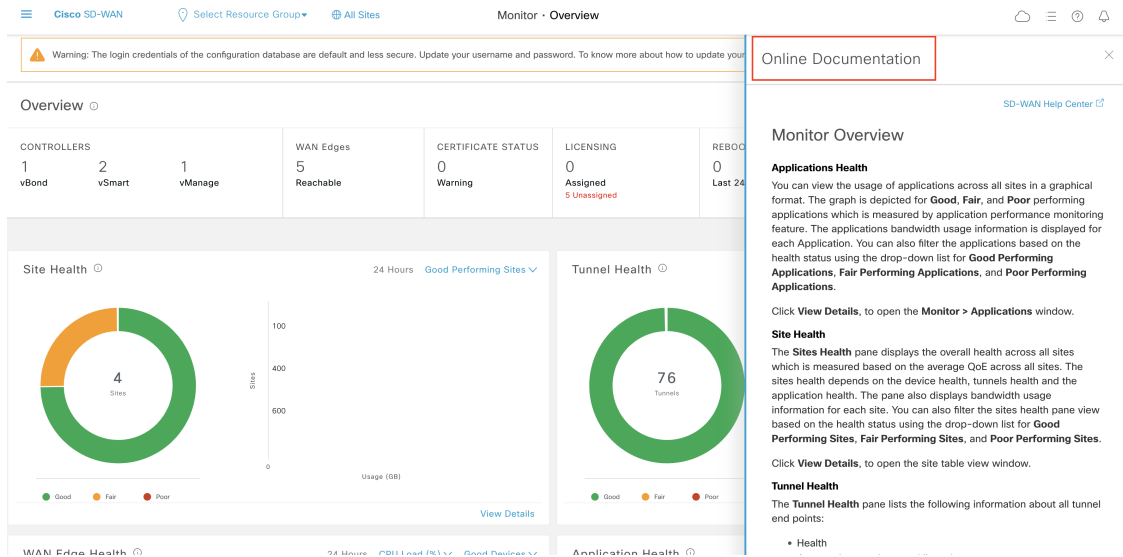 Cisco SD-WAN
Select Resource Group▾
All Sites
Monitor · Overview
Warning: The login credentials of the configuration database are default and less secure. Update your username and password. To know more about how to update your
Overview
CONTROLLERS
1
vBond
2
vSmart
1
vManage
WAN Edges
5
Reachable
CERTIFICATE STATUS
0
Warning
LICENSING
0
Assigned
5 Unassigned
REBOO
0
Last 24
Site Health
24 Hours
Good Performing Sites
4
Sites
Sites
100
400
600
0
Usage (GB)
Good
Fair
Poor
View Details
Tunnel Health
76
Tunnels
Good
Fair
Poor
WAN Edge Health
24 Hours
CPU Load (%)
Good Devices
Application Health
Online Documentation
SD-WAN Help Center
Monitor Overview
Applications Health
You can view the usage of applications across all sites in a graphical
format. The graph is depicted for Good, Fair, and Poor performing
applications which is measured by application performance monitoring
feature. The applications bandwidth usage information is displayed for
each Application. You can also filter the applications based on the
health status using the drop-down list for Good Performing
Applications, Fair Performing Applications, and Poor Performing
Applications.
Click View Details, to open the Monitor > Applications window.
Site Health
The Sites Health pane displays the overall health across all sites
which is measured based on the average QoE across all sites. The
sites health depends on the device health, tunnels health and the
application health. The pane also displays bandwidth usage
information for each site. You can also filter the sites health pane view
based on the health status using the drop-down list for Good
Performing Sites, Fair Performing Sites, and Poor Performing Sites.
Click View Details, to open the site table view window.
Tunnel Health
The Tunnel Health pane lists the following information about all tunnel
end points:
• Health